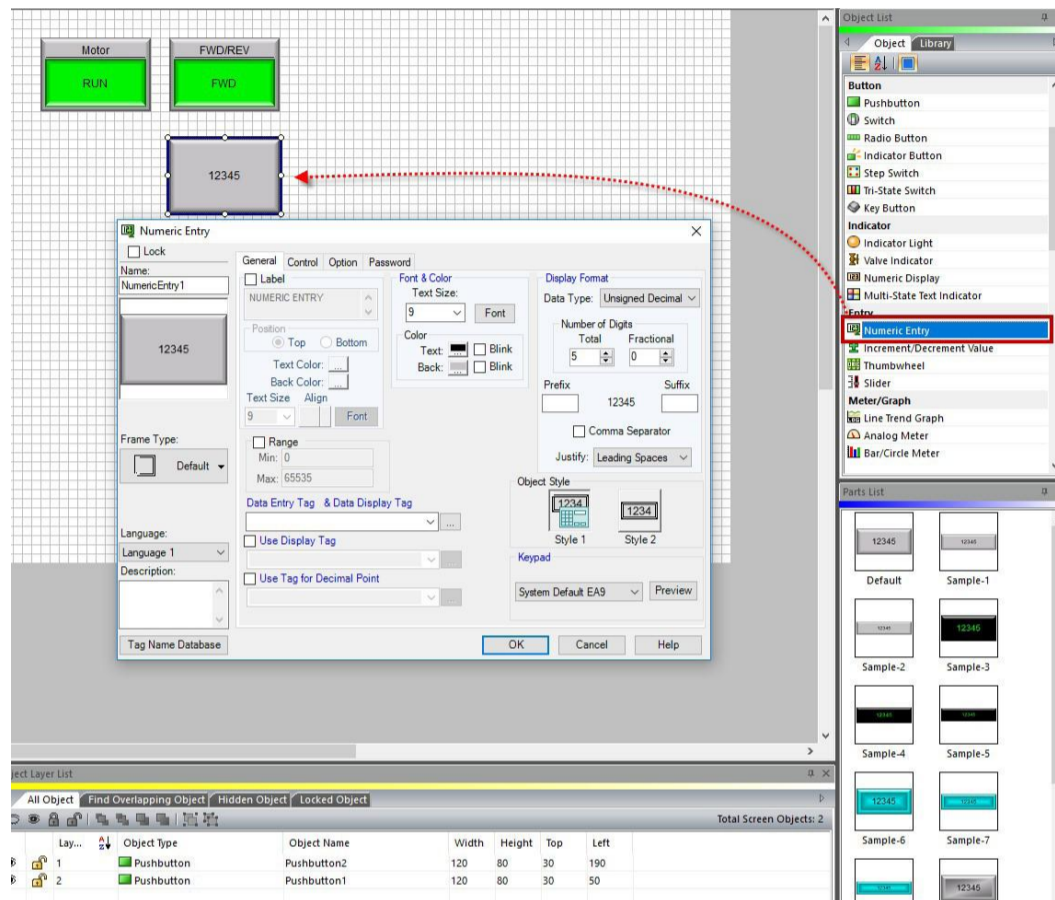 Motor
FWD/REV
RUN
FWD
12345
Numeric Entry
Lock
Name:
NumericEntry1
12345
Frame Type:
Default
Language:
Language 1
Description:
Tag Name Database
General Control Option Password
Label
NUMERIC ENTRY
Position
Top Bottom
Text Color: ...
Back Color: ...
Text Size Align
9 Font
Range
Min: 0
Max: 65535
Data Entry Tag & Data Display Tag
...
Use Display Tag
Use Tag for Decimal Point
Font & Color
Text Size:
9 Font
Color
Text: ... Blink
Back: ... Blink
Display Format
Data Type: Unsigned Decimal
Number of Digits
Total Fractional
5 0
Prefix Suffix
12345
Comma Separator
Justify: Leading Spaces
Object Style
1234 1234
Style 1 Style 2
Keypad
System Default EA9 Preview
OK Cancel Help
Object List
Object Library
Button
Pushbutton
Switch
Radio Button
Indicator Button
Step Switch
Tri-State Switch
Key Button
Indicator
Indicator Light
Valve Indicator
Numeric Display
Multi-State Text Indicator
Entry
Numeric Entry
Increment/Decrement Value
Thumbwheel
Slider
Meter/Graph
Line Trend Graph
Analog Meter
Bar/Circle Meter
Parts List
12345 12345
Default Sample-1
12345 12345
Sample-2 Sample-3
12345 12345
Sample-4 Sample-5
12345 12345
Sample-6 Sample-7
12345
ject Layer List
All Object Find Overlapping Object Hidden Object Locked Object
Total Screen Objects: 2
Lay... Object Type Object Name Width Height Top Left
1 Pushbutton Pushbutton2 120 80 30 190
2 Pushbutton Pushbutton1 120 80 30 50